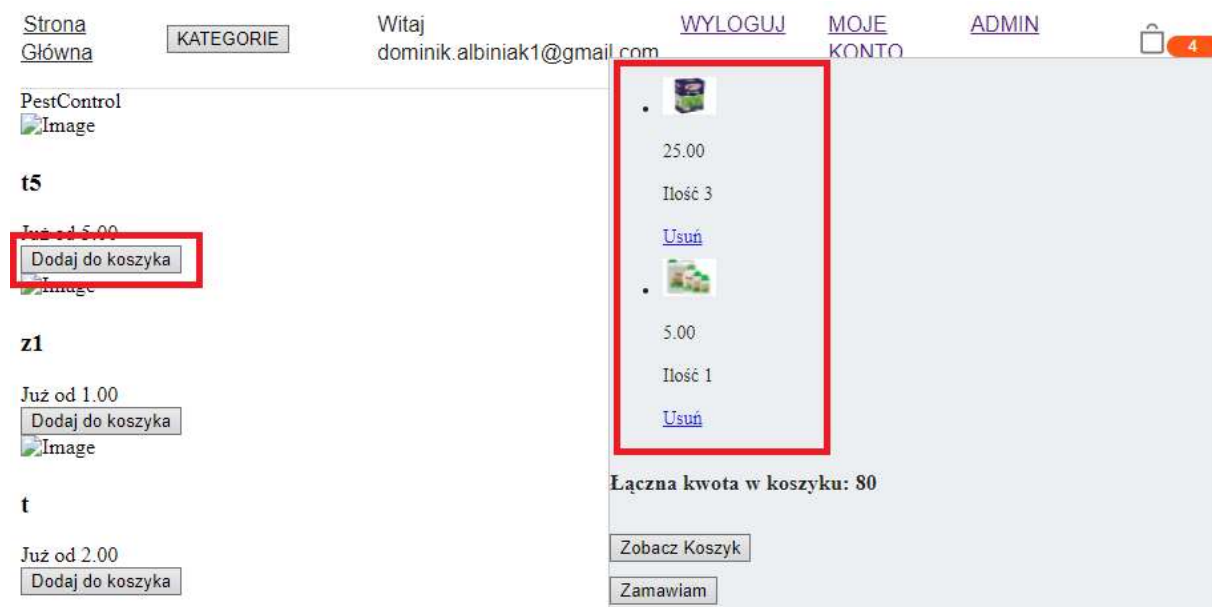 Strona
Główna
KATEGORIE
Witaj
dominik.albiniak1@gmail.com
WYLOGUJ
MOJE
KONTO
ADMIN
4
PestControl
Image
t5
Już od 5.00
Dodaj do koszyka
Image
z1
Już od 1.00
Dodaj do koszyka
Image
t
Już od 2.00
Dodaj do koszyka
25.00
Ilość 3
Usuń
5.00
Ilość 1
Usuń
Łączna kwota w koszyku: 80
Zobacz Koszyk
Zamawiam